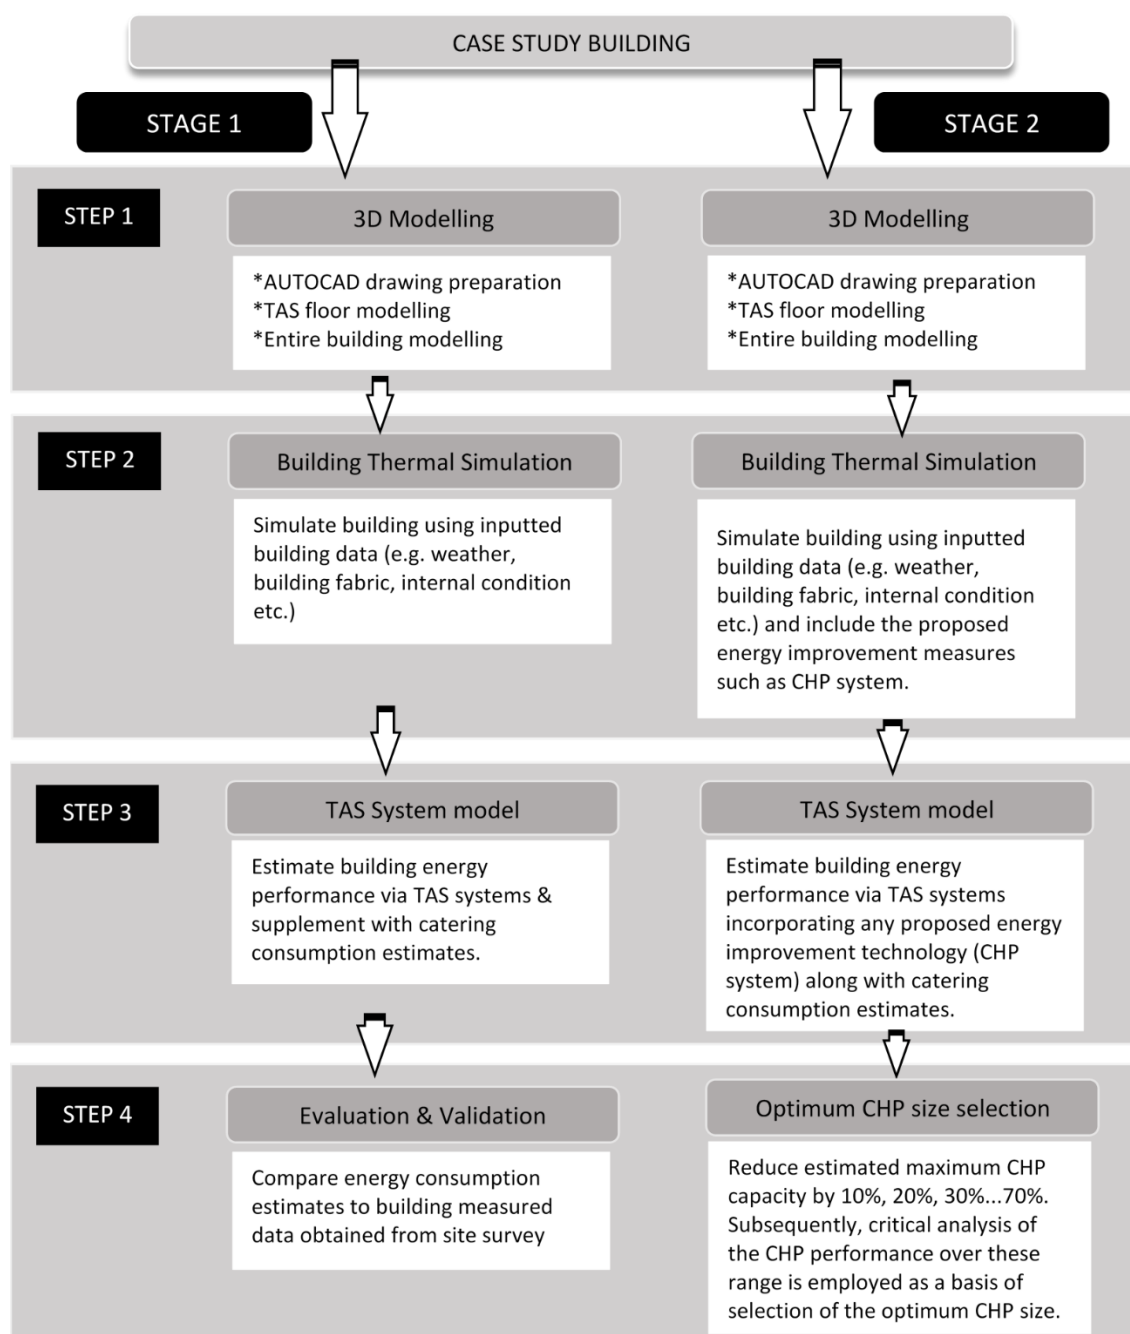 CASE STUDY BUILDING
STAGE 1
STAGE 2
STEP 1
3D Modelling
*AUTOCAD drawing preparation
*TAS floor modelling
*Entire building modelling
3D Modelling
*AUTOCAD drawing preparation
*TAS floor modelling
*Entire building modelling
STEP 2
Building Thermal Simulation
Simulate building using inputted
building data (e.g. weather,
building fabric, internal condition
etc.)
Building Thermal Simulation
Simulate building using inputted
building data (e.g. weather,
building fabric, internal condition
etc.) and include the proposed
energy improvement measures
such as CHP system.
STEP 3
TAS System model
Estimate building energy
performance via TAS systems &
supplement with catering
consumption estimates.
TAS System model
Estimate building energy
performance via TAS systems
incorporating any proposed energy
improvement technology (CHP
system) along with catering
consumption estimates.
STEP 4
Evaluation & Validation
Compare energy consumption
estimates to building measured
data obtained from site survey
Optimum CHP size selection
Reduce estimated maximum CHP
capacity by 10%, 20%, 30%...70%.
Subsequently, critical analysis of
the CHP performance over these
range is employed as a basis of
selection of the optimum CHP size.